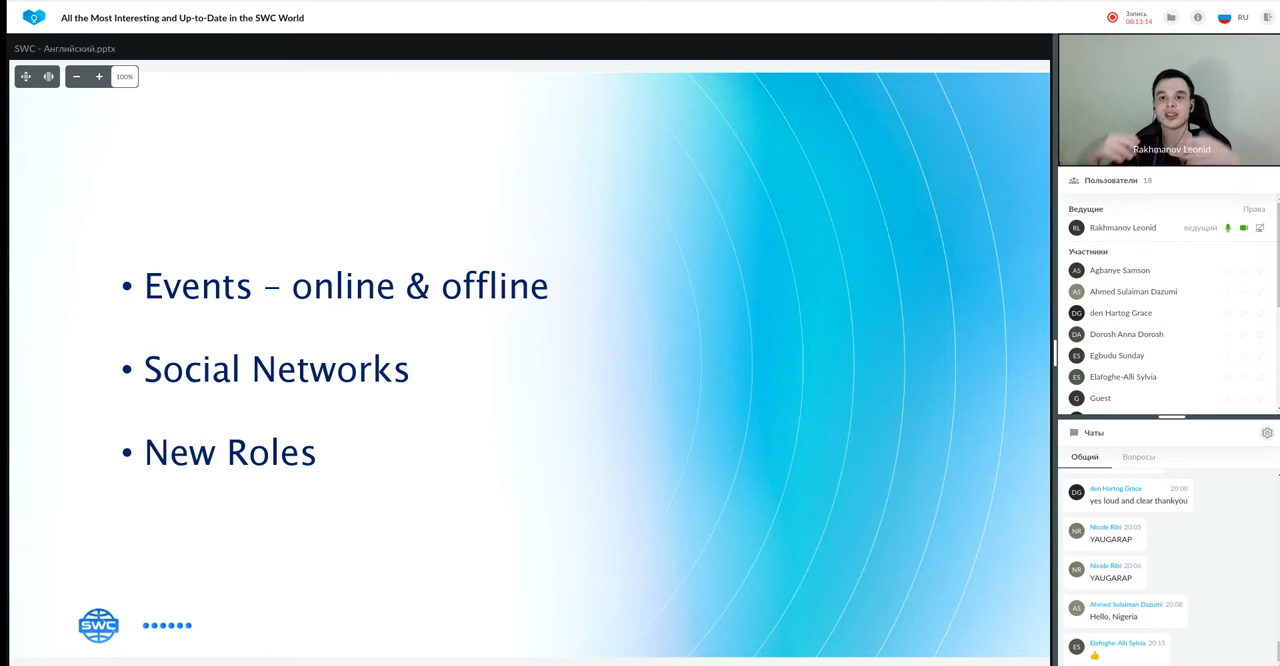 All the Most Interesting and Up-to-Date in the SWC World
Запись
00:13:14
RU
SWC - Английский.pptx
100%
• Events – online & offline
• Social Networks
• New Roles
SWC
Rakhmanov Leonid
Пользователи 18
Ведущие Права
RL Rakhmanov Leonid ведущий
Участники
AS Agbanye Samson
AS Ahmed Sulaiman Dazumi
DG den Hartog Grace
DA Dorosh Anna Dorosh
ES Egbudu Sunday
ES Elafoghe-Alli Sylvia
G Guest
Чаты
Общий Вопросы
DG den Hartog Grace 20:00
yes loud and clear thankyou
NR Nicole Ribi 20:05
YAUGARAP
NR Nicole Ribi 20:06
YAUGARAP
AS Ahmed Sulaiman Dazumi 20:08
Hello, Nigeria
ES Elafoghe-Alli Sylvia 20:15
👍